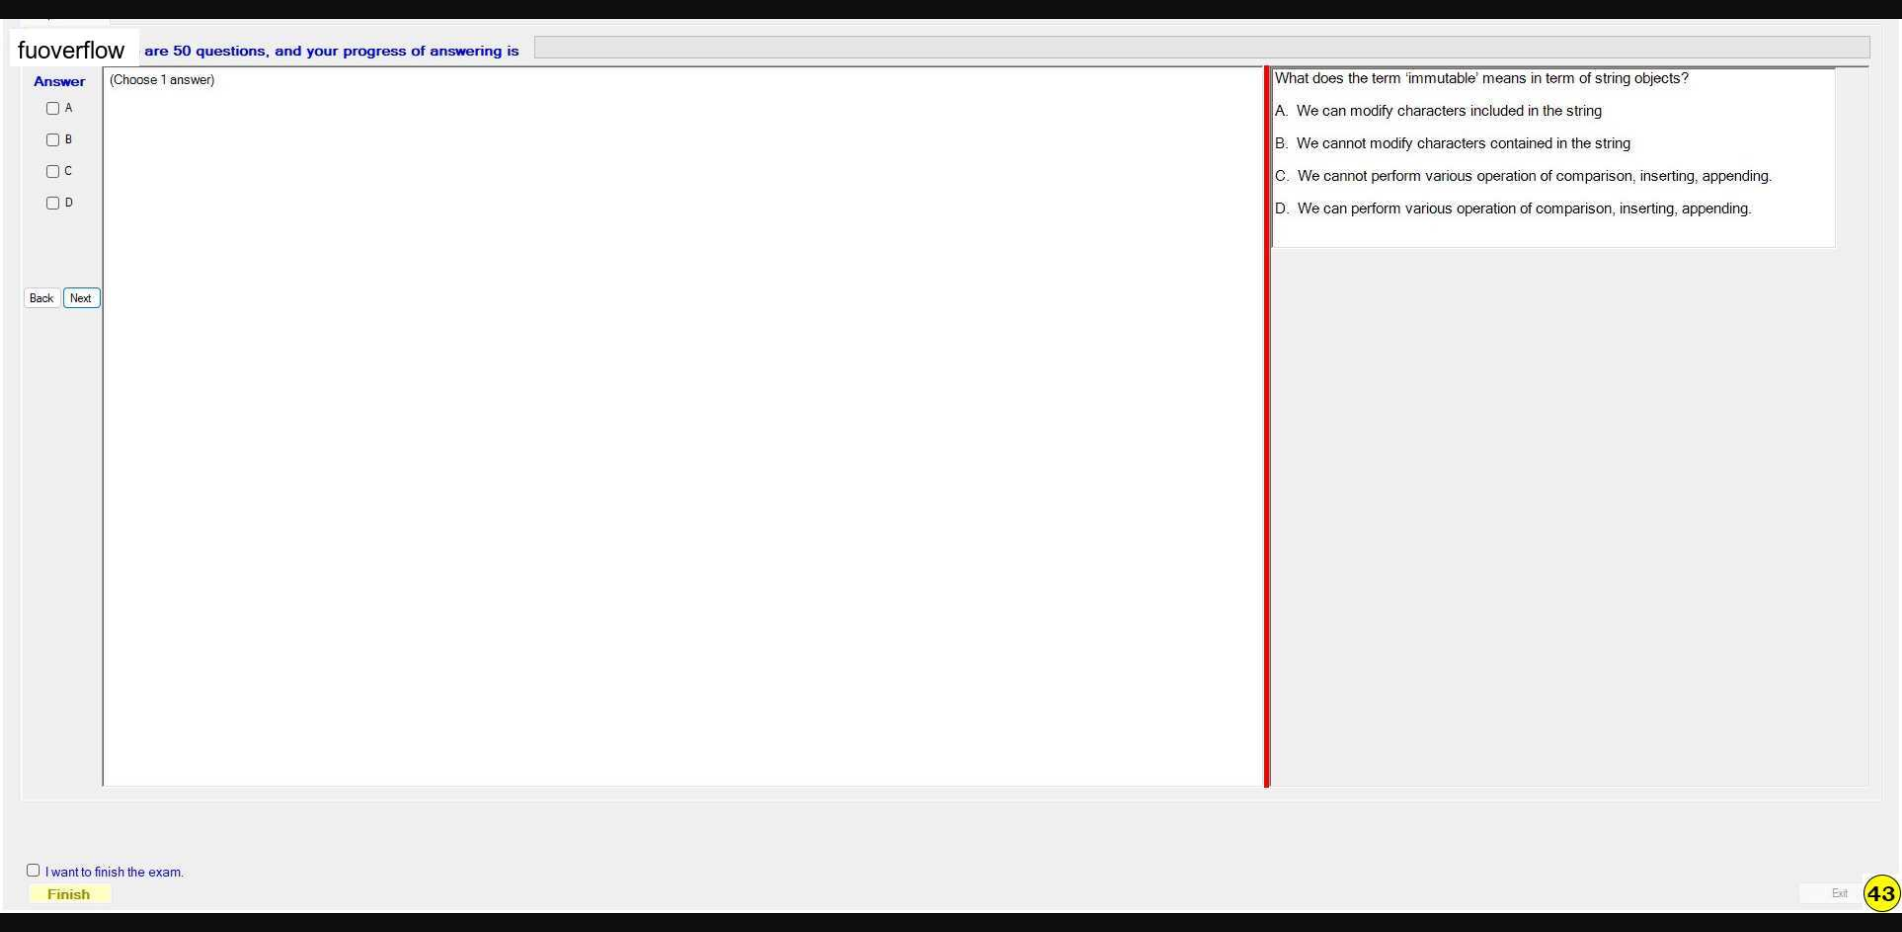 fuoverflow are 50 questions, and your progress of answering is
Answer
(Choose 1 answer)
A
B
C
D
Back Next
What does the term ‘immutable’ means in term of string objects?
A. We can modify characters included in the string
B. We cannot modify characters contained in the string
C. We cannot perform various operation of comparison, inserting, appending.
D. We can perform various operation of comparison, inserting, appending.
I want to finish the exam.
Finish
Exit
43